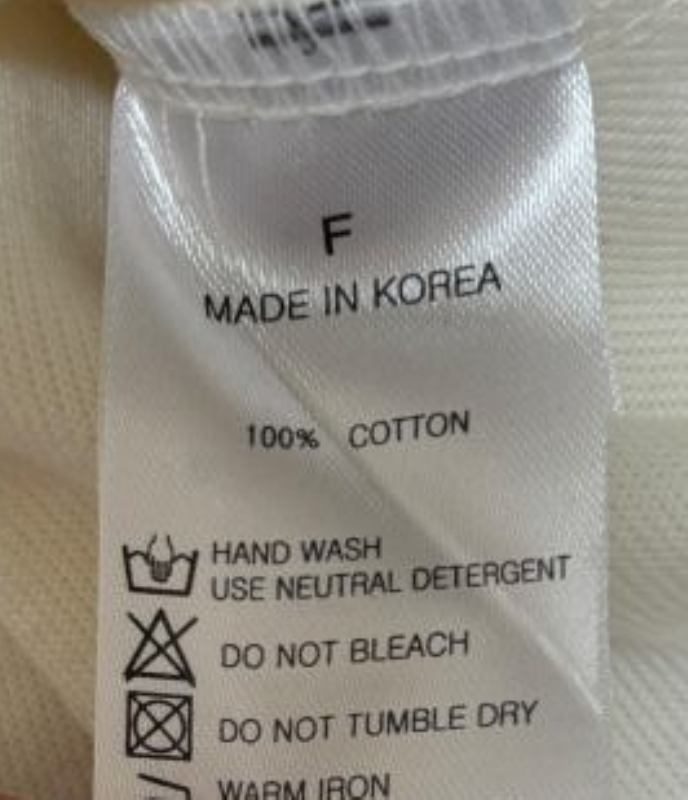 F
MADE IN KOREA
100% COTTON
HAND WASH
USE NEUTRAL DETERGENT
DO NOT BLEACH
DO NOT TUMBLE DRY
WARM IRON